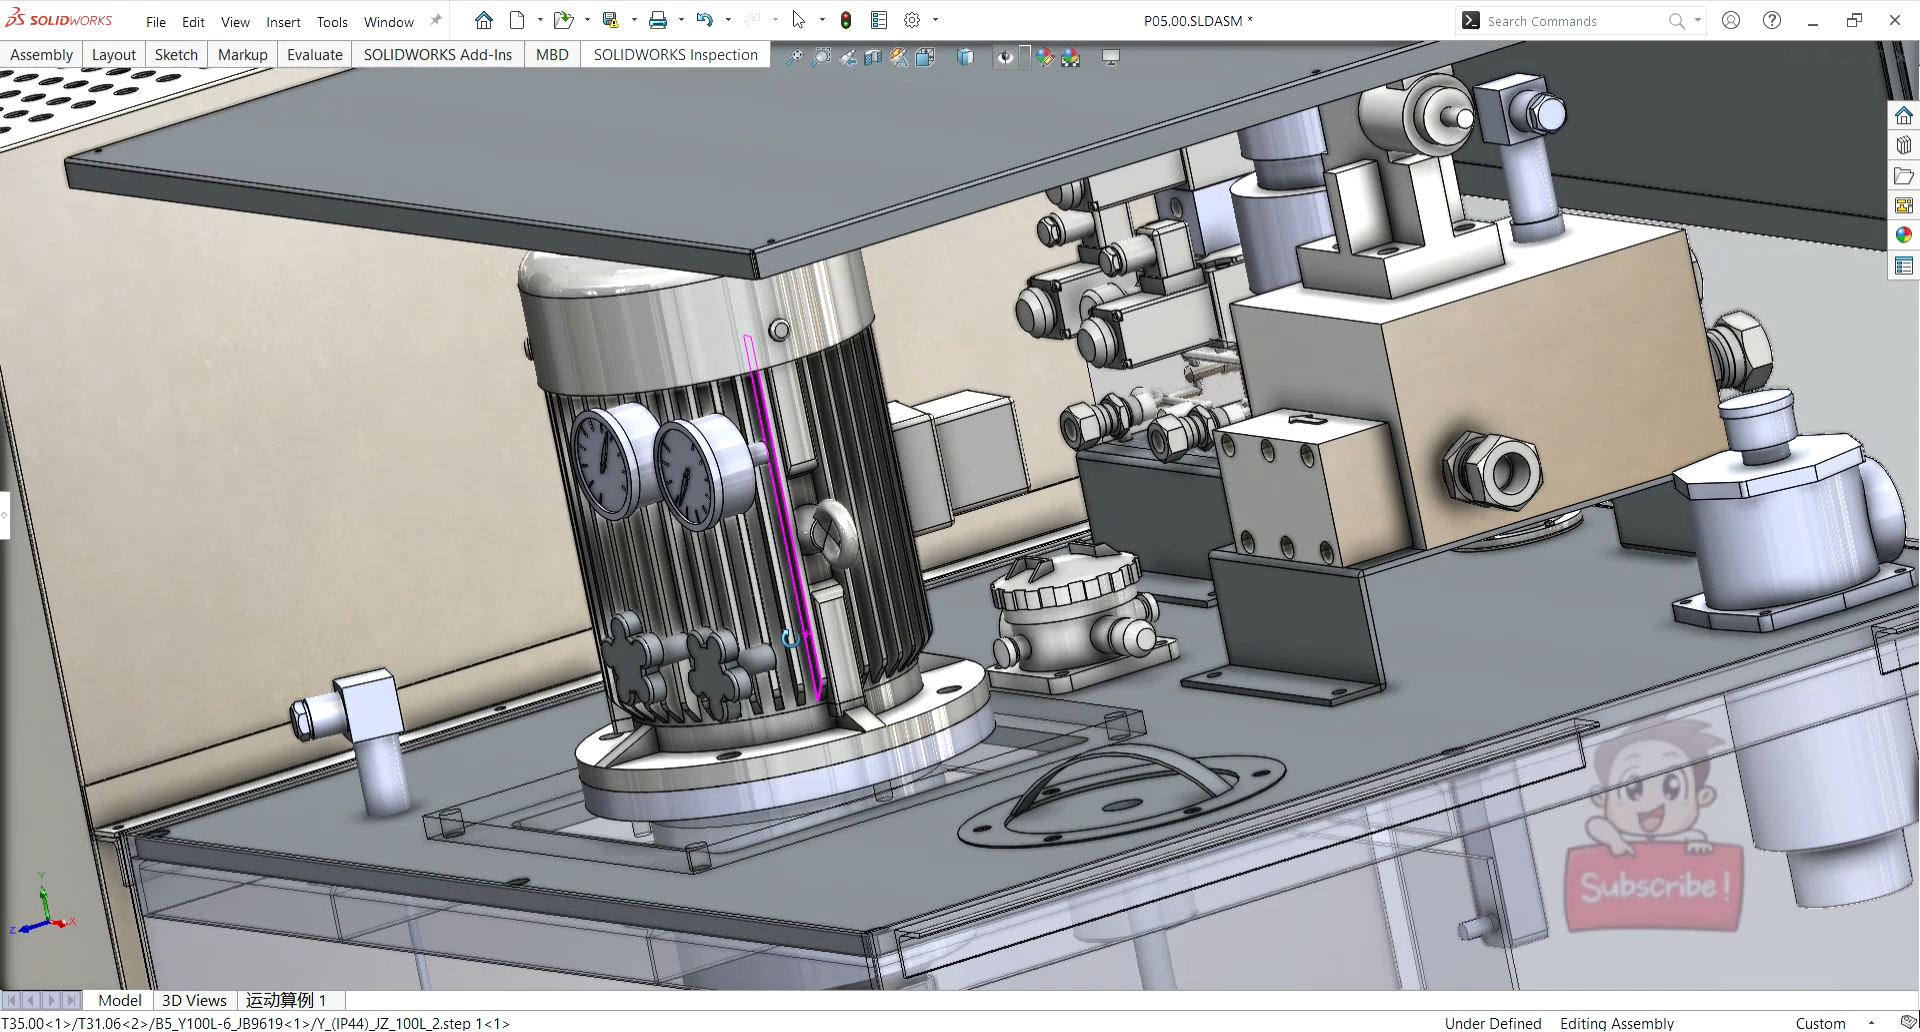 SOLIDWORKS File Edit View Insert Tools Window P05.00.SLDASM * Search Commands
Assembly Layout Sketch Markup Evaluate SOLIDWORKS Add-Ins MBD SOLIDWORKS Inspection
Subscribe!
Y
Z X
Model 3D Views 运动算例 1
T35.00<1>/T31.06<2>/B5_Y100L-6_JB9619<1>/Y_(IP44)_JZ_100L_2.step 1<1> Under Defined Editing Assembly Custom